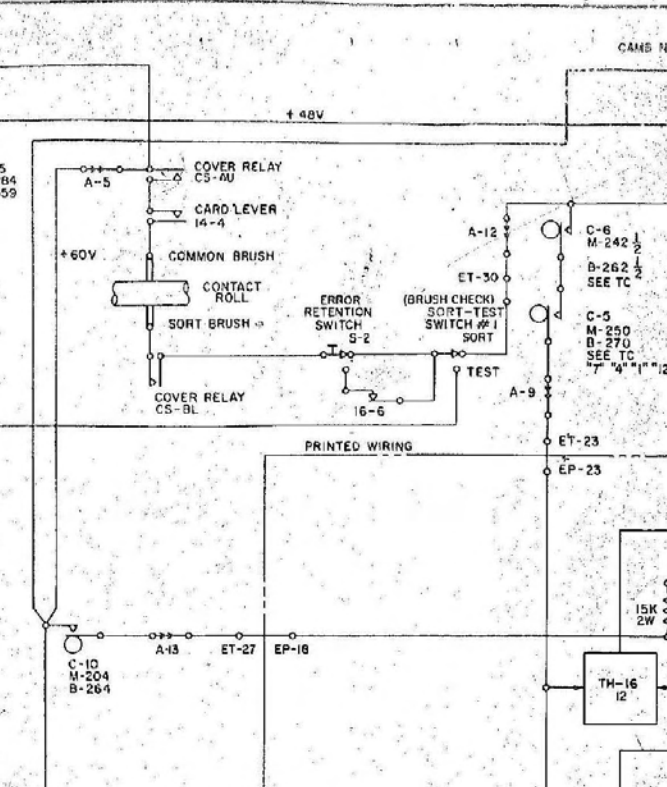 CAMS
+ 48V
5
84
59
COVER RELAY
CS-AU
A-5
CARD LEVER
14-4
+60V
COMMON BRUSH
CONTACT
ROLL
SORT BRUSH
ERROR
RETENTION
SWITCH
S-2
(BRUSH CHECK)
SORT-TEST
SWITCH #1
SORT
TEST
A-12
ET-30
C-6
M-242 1/2
B-262 1/2
SEE TC
C-5
M-250
B-270
SEE TC
"7" "4" "1" "12
COVER RELAY
CS-BL
16-6
A-9
PRINTED WIRING
ET-23
EP-23
15K
2W
C-10
M-204
B-264
A-13
ET-27
EP-18
TH-16
12